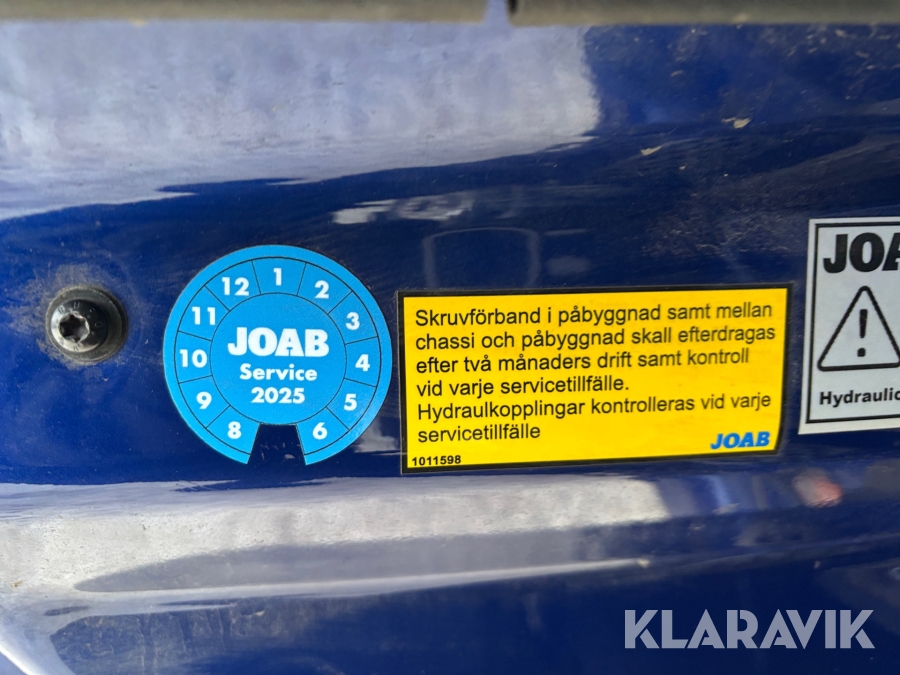 12
1
2
11
3
10
JOAB
Service
2025
4
9
5
8
6
Skruvförband i påbyggnad samt mellan
chassi och påbyggnad skall efterdragas
efter två månaders drift samt kontroll
vid varje servicetillfälle.
Hydraulkopplingar kontrolleras vid varje
servicetillfälle
JOAB
1011598
JOA
Hydraulic
KLARAVIK